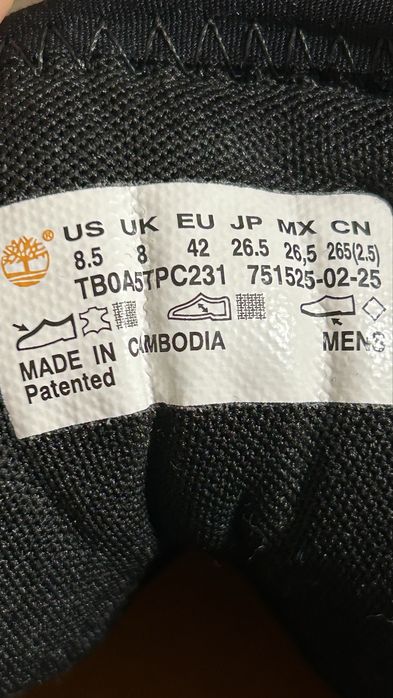 US UK EU JP MX CN
8.5 8 42 26.5 26,5 265(2.5)
TB0A5TPC231 751525-02-25
MADE IN CAMBODIA MENS
Patented
®